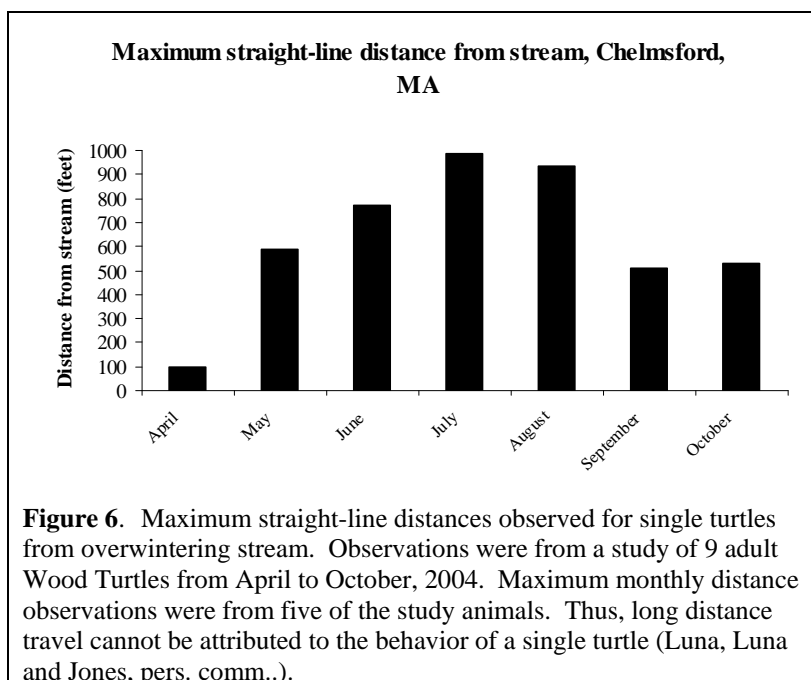 Maximum straight-line distance from stream, Chelmsford,
MA
Distance from stream (feet)
1000
900
800
700
600
500
400
300
200
100
0
April
May
June
July
August
September
October
Figure 6. Maximum straight-line distances observed for single turtles
from overwintering stream. Observations were from a study of 9 adult
Wood Turtles from April to October, 2004. Maximum monthly distance
observations were from five of the study animals. Thus, long distance
travel cannot be attributed to the behavior of a single turtle (Luna, Luna
and Jones, pers. comm..).